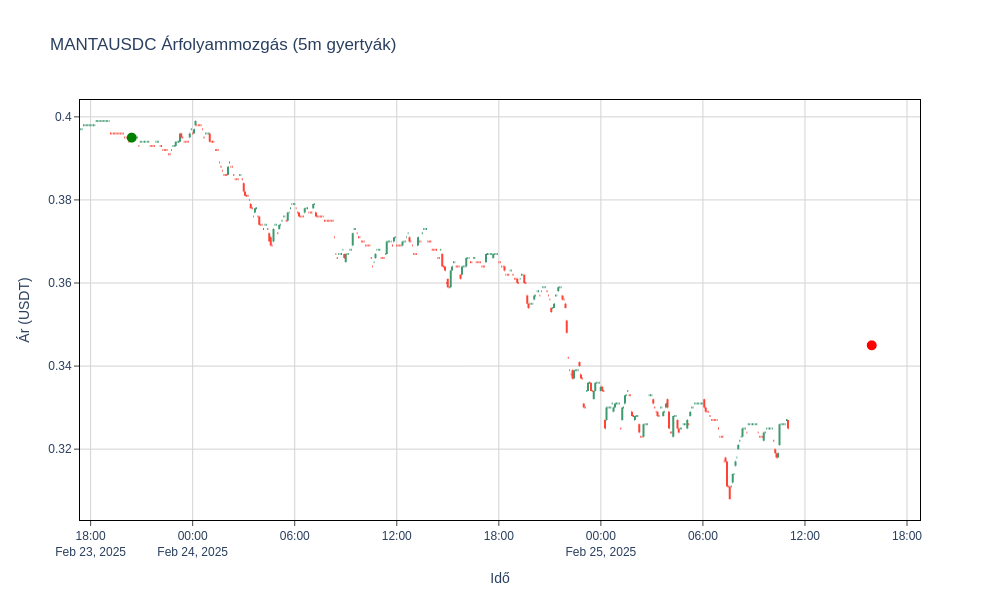 MANTAUSDC Árfolyammozgás (5m gyertyák)
Ár (USDT)
0.4
0.38
0.36
0.34
0.32
18:00 00:00 06:00 12:00 18:00 00:00 06:00 12:00 18:00
Feb 23, 2025 Feb 24, 2025 Feb 25, 2025
Idő